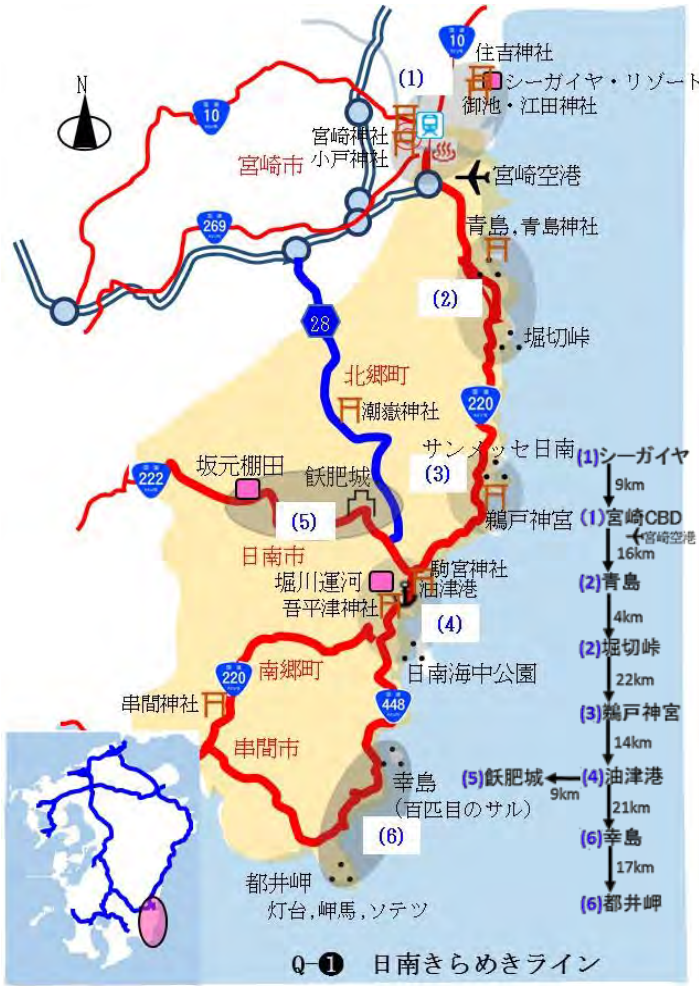 10
住吉神社
(1)
N
シーガイヤ・リゾート
御池・江田神社
10
宮崎神社
小戸神社
宮崎市
宮崎空港
269
青島,青島神社
(2)
28
堀切峠
北郷町
220
潮嶽神社
サンメッセ日南
(3)
坂元棚田
飫肥城
222
(5)
鵜戸神宮
日南市
駒宮神社
堀川運河
油津港
吾平津神社
(4)
南郷町
日南海中公園
220
448
串間神社
串間市
幸島
(百匹目のサル)
(6)
都井岬
灯台,岬馬,ソテツ
(1)シーガイヤ
9km
(1)宮崎CBD
宮崎空港
16km
(2)青島
4km
(2)堀切峠
22km
(3)鵜戸神宮
14km
(5)飫肥城
9km
(4)油津港
21km
(6)幸島
17km
(6)都井岬
Q-❶ 日南きらめきライン